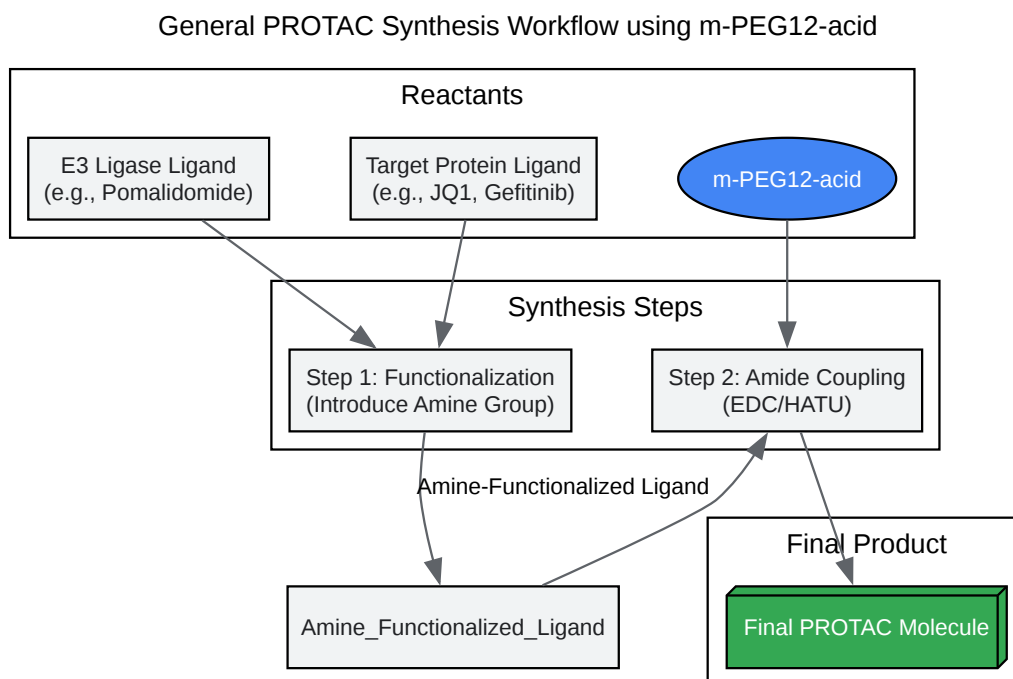 General PROTAC Synthesis Workflow using m-PEG12-acid
Reactants
E3 Ligase Ligand
(e.g., Pomalidomide)
Target Protein Ligand
(e.g., JQ1, Gefitinib)
m-PEG12-acid
Synthesis Steps
Step 1: Functionalization
(Introduce Amine Group)
Step 2: Amide Coupling
(EDC/HATU)
Amine-Functionalized Ligand
Final Product
Amine_Functionalized_Ligand
Final PROTAC Molecule